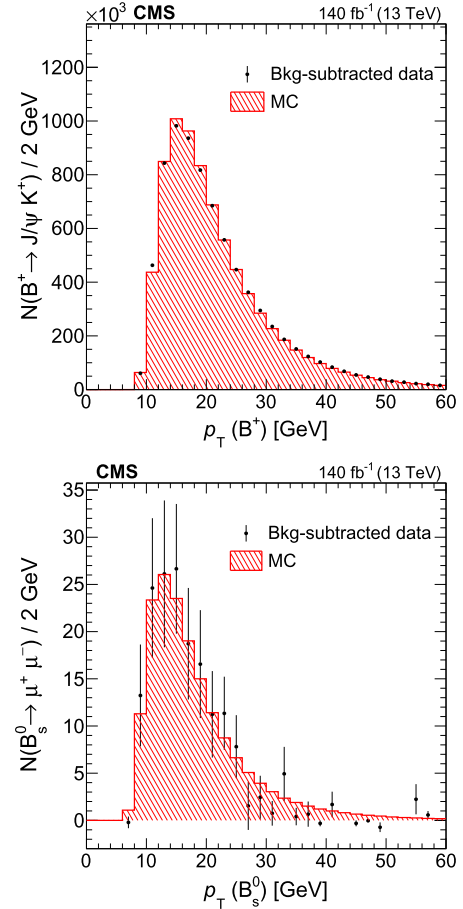 ×10³ CMS 140 fb⁻¹ (13 TeV)
1200
1000
800
600
400
200
0
N(B⁺→ J/ψ K⁺) / 2 GeV
Bkg-subtracted data
MC
0 10 20 30 40 50 60
p_T (B⁺) [GeV]
CMS 140 fb⁻¹ (13 TeV)
35
30
25
20
15
10
5
0
N(B⁰ₛ→ μ⁺ μ⁻) / 2 GeV
Bkg-subtracted data
MC
0 10 20 30 40 50 60
p_T (B⁰ₛ) [GeV]